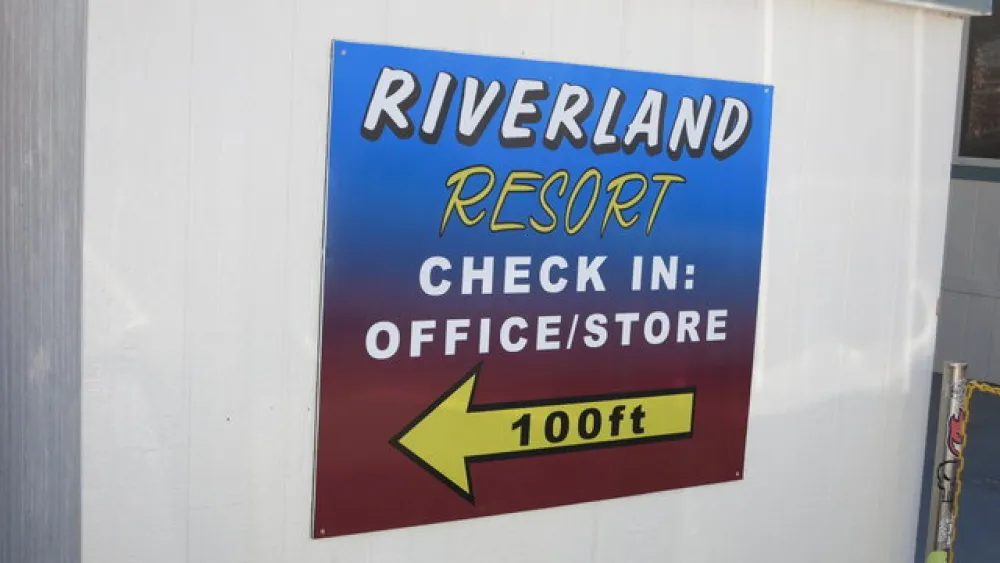 RIVERLAND
RESORT
CHECK IN:
OFFICE/STORE
100ft